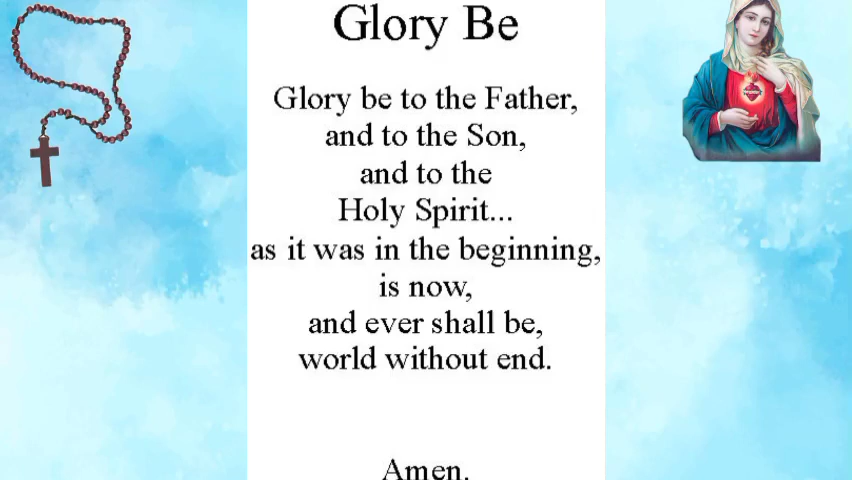 Glory Be
Glory be to the Father,
and to the Son,
and to the
Holy Spirit...
as it was in the beginning,
is now,
and ever shall be,
world without end.
Amen.